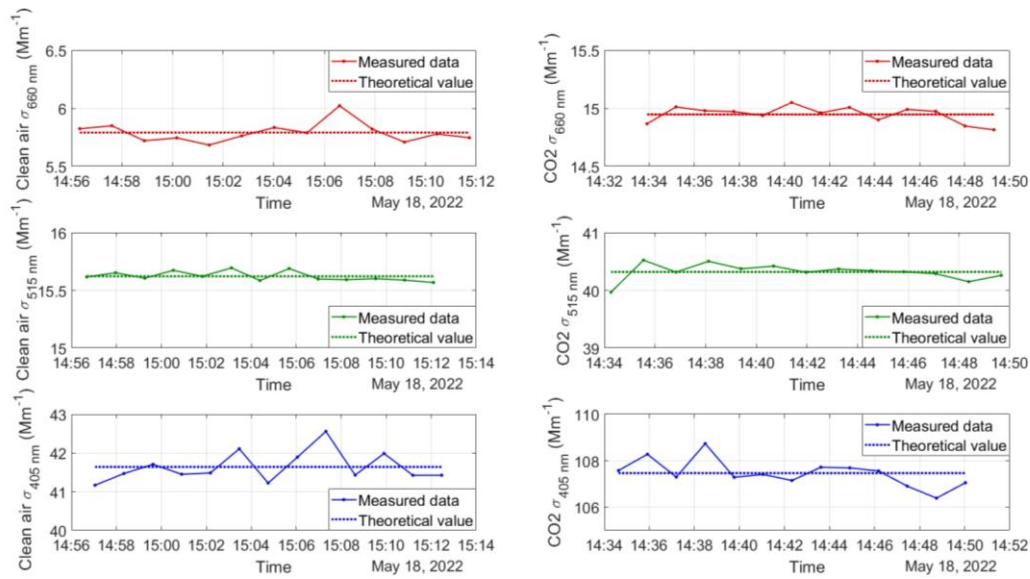 6.5
6
5.5
Clean air σ660 nm (Mm-1)
Measured data
Theoretical value
14:56 14:58 15:00 15:02 15:04 15:06 15:08 15:10 15:12
Time
May 18, 2022
15.5
15
14.5
CO2 σ660 nm (Mm-1)
Measured data
Theoretical value
14:32 14:34 14:36 14:38 14:40 14:42 14:44 14:46 14:48 14:50
Time
May 18, 2022
16
15.5
15
Clean air σ515 nm (Mm-1)
Measured data
Theoretical value
14:56 14:58 15:00 15:02 15:04 15:06 15:08 15:10 15:12 15:14
Time
May 18, 2022
41
40
39
CO2 σ515 nm (Mm-1)
Measured data
Theoretical value
14:34 14:36 14:38 14:40 14:42 14:44 14:46 14:48 14:50
Time
May 18, 2022
43
42
41
40
Clean air σ405 nm (Mm-1)
Measured data
Theoretical value
14:56 14:58 15:00 15:02 15:04 15:06 15:08 15:10 15:12 15:14
Time
May 18, 2022
110
108
106
104
CO2 σ405 nm (Mm-1)
Measured data
Theoretical value
14:34 14:36 14:38 14:40 14:42 14:44 14:46 14:48 14:50 14:52
Time
May 18, 2022